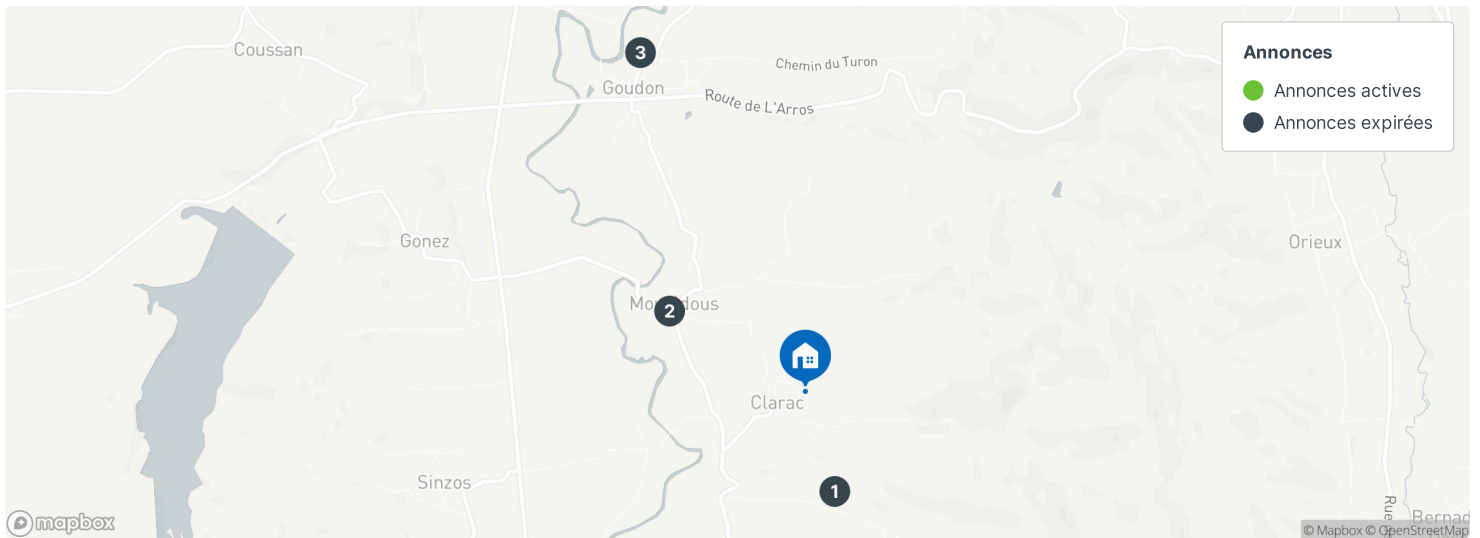 Coussan
3
Goudon
Chemin du Turon
Route de L'Arros
Annonces
Annonces actives
Annonces expirées
Gonez
Orieux
2
Clarac
Sinzos
1
Rue
mapbox
© Mapbox © OpenStreetMap